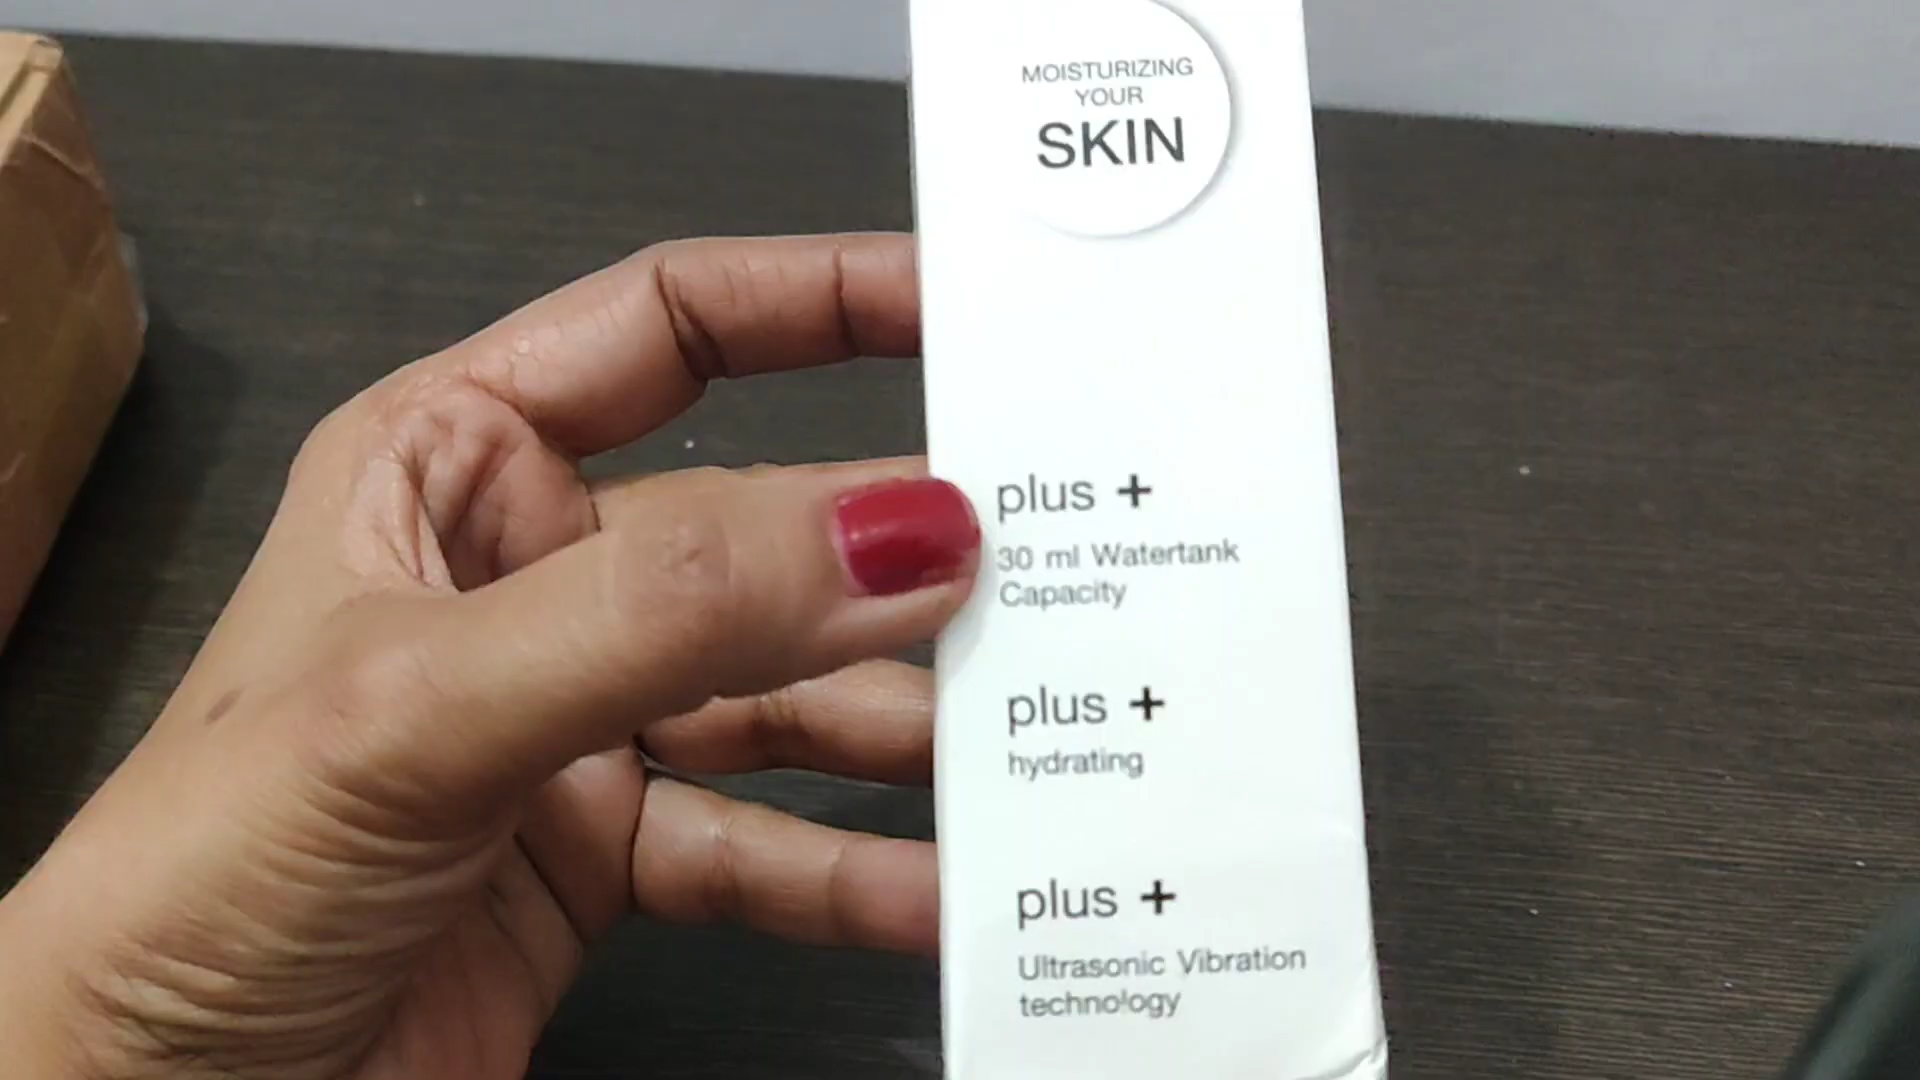 MOISTURIZING
YOUR
SKIN
plus +
30 ml Watertank
Capacity
plus +
hydrating
plus +
Ultrasonic Vibration
technology